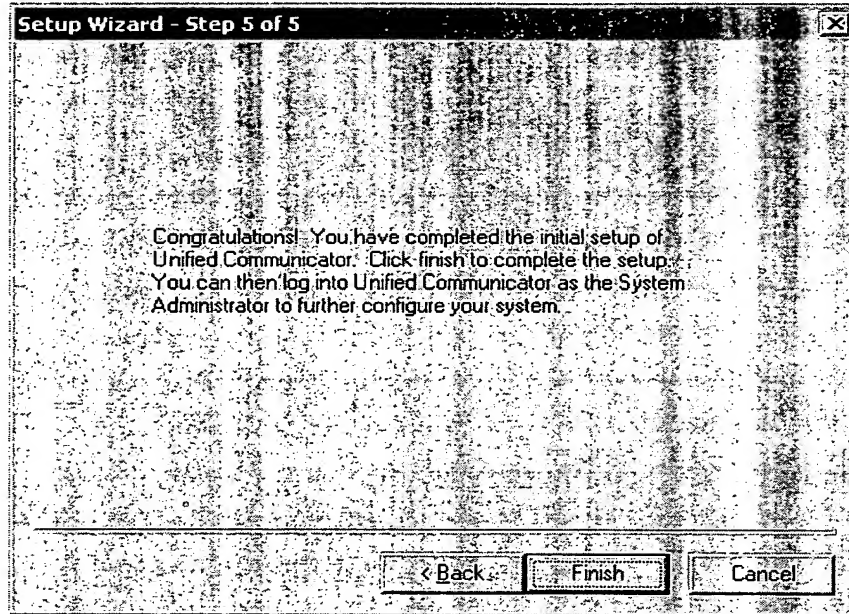 Setup Wizard - Step 5 of 5
Congratulations! You have completed the initial setup of
Unified Communicator. Click finish to complete the setup.
You can then log into Unified Communicator as the System
Administrator to further configure your system.
< Back
Finish
Cancel